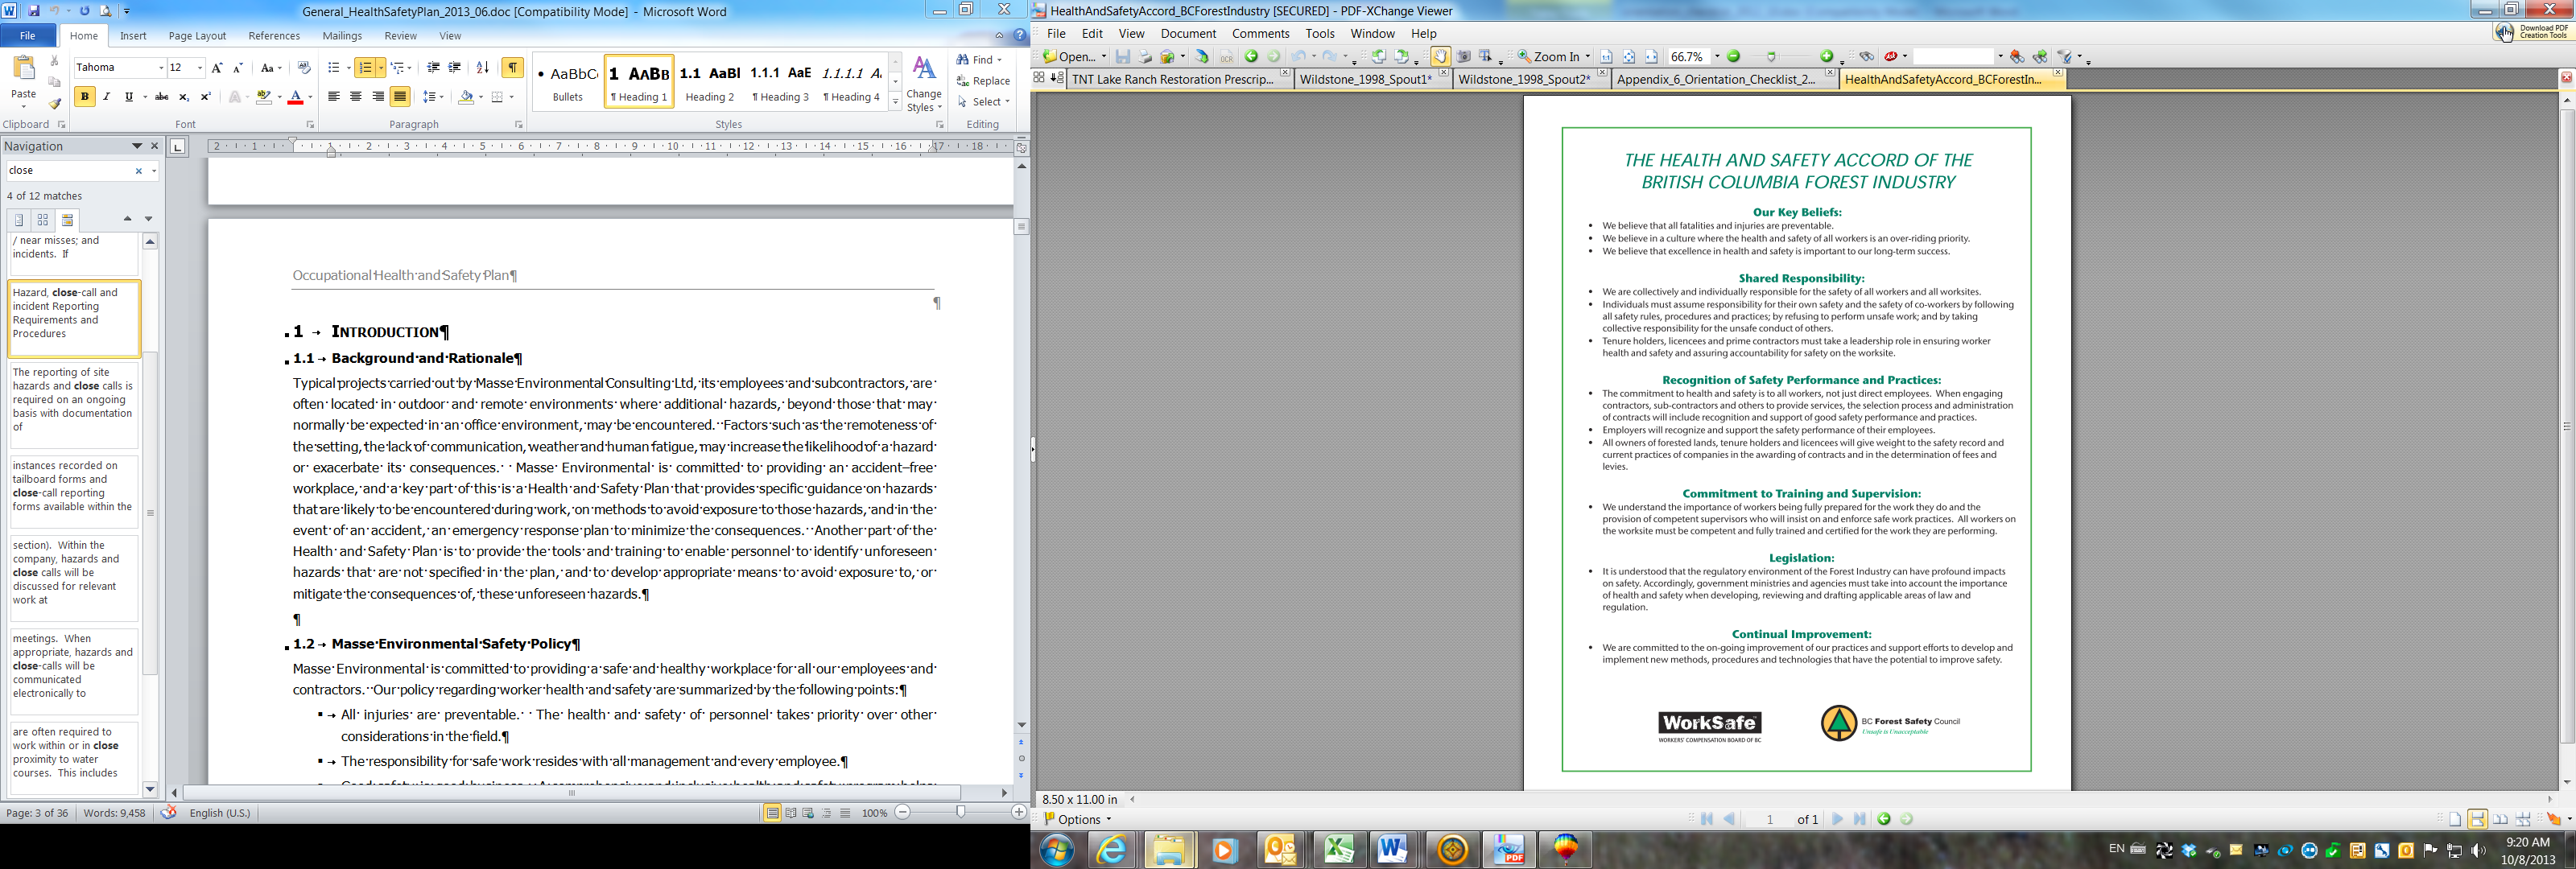 General_HealthSafetyPlan_2013_06.doc [Compatibility Mode] - Microsoft Word
File Home Insert Page Layout References Mailings Review View
Tahoma 12
Paste
Clipboard Font Paragraph Styles Editing
AaBbC 1 AaBb 1.1 AaBl 1.1.1 AaE 1.1.1.1 A
Bullets ¶ Heading 1 Heading 2 ¶ Heading 3 ¶ Heading 4
Change
Styles
Find
Replace
Select
Navigation
close
4 of 12 matches
/ near misses; and
incidents. If
Hazard, close-call and
incident Reporting
Requirements and
Procedures
The reporting of site
hazards and close calls is
required on an ongoing
basis with documentation
of
instances recorded on
tailboard forms and
close-call reporting
forms available within the
section). Within the
company, hazards and
close calls will be
discussed for relevant
work at
meetings. When
appropriate, hazards and
close-calls will be
communicated
electronically to
are often required to
work within or in close
proximity to water
courses. This includes
2 1 1 2 3 4 5 6 7 8 9 10 11 12 13 14 15 16 17 18
Occupational Health and Safety Plan¶
¶
1 → INTRODUCTION¶
1.1 → Background and Rationale¶
Typical projects carried out by Masse Environmental Consulting Ltd, its employees and subcontractors, are
often located in outdoor and remote environments where additional hazards, beyond those that may
normally be expected in an office environment, may be encountered. Factors such as the remoteness of
the setting, the lack of communication, weather and human fatigue, may increase the likelihood of a hazard
or exacerbate its consequences. Masse Environmental is committed to providing an accident–free
workplace, and a key part of this is a Health and Safety Plan that provides specific guidance on hazards
that are likely to be encountered during work, on methods to avoid exposure to those hazards, and in the
event of an accident, an emergency response plan to minimize the consequences. Another part of the
Health and Safety Plan is to provide the tools and training to enable personnel to identify unforeseen
hazards that are not specified in the plan, and to develop appropriate means to avoid exposure to, or
mitigate the consequences of, these unforeseen hazards.¶
¶
1.2 → Masse Environmental Safety Policy¶
Masse Environmental is committed to providing a safe and healthy workplace for all our employees and
contractors. Our policy regarding worker health and safety are summarized by the following points:¶
▪ → All injuries are preventable. The health and safety of personnel takes priority over other
considerations in the field.¶
▪ → The responsibility for safe work resides with all management and every employee.¶
Page: 3 of 36 Words: 9,458 English (U.S.) 100%
HealthAndSafetyAccord_BCForestIndustry [SECURED] - PDF-XChange Viewer
File Edit View Document Comments Tools Window Help
Download PDF
Creation Tools
Open... OCR Zoom In 66.7%
TNT Lake Ranch Restoration Prescrip... Wildstone_1998_Spout1* Wildstone_1998_Spout2* Appendix_6_Orientation_Checklist_2... HealthAndSafetyAccord_BCForestIn...
THE HEALTH AND SAFETY ACCORD OF THE
BRITISH COLUMBIA FOREST INDUSTRY
Our Key Beliefs:
• We believe that all fatalities and injuries are preventable.
• We believe in a culture where the health and safety of all workers is an over-riding priority.
• We believe that excellence in health and safety is important to our long-term success.
Shared Responsibility:
• We are collectively and individually responsible for the safety of all workers and all worksites.
• Individuals must assume responsibility for their own safety and the safety of co-workers by following
all safety rules, procedures and practices; by refusing to perform unsafe work; and by taking
collective responsibility for the unsafe conduct of others.
• Tenure holders, licencees and prime contractors must take a leadership role in ensuring worker
health and safety and assuring accountability for safety on the worksite.
Recognition of Safety Performance and Practices:
• The commitment to health and safety is to all workers, not just direct employees. When engaging
contractors, sub-contractors and others to provide services, the selection process and administration
of contracts will include recognition and support of good safety performance and practices.
• Employers will recognize and support the safety performance of their employees.
• All owners of forested lands, tenure holders and licencees will give weight to the safety record and
current practices of companies in the awarding of contracts and in the determination of fees and
levies.
Commitment to Training and Supervision:
• We understand the importance of workers being fully prepared for the work they do and the
provision of competent supervisors who will insist on and enforce safe work practices. All workers on
the worksite must be competent and fully trained and certified for the work they are performing.
Legislation:
• It is understood that the regulatory environment of the Forest Industry can have profound impacts
on safety. Accordingly, government ministries and agencies must take into account the importance
of health and safety when developing, reviewing and drafting applicable areas of law and
regulation.
Continual Improvement:
• We are committed to the on-going improvement of our practices and support efforts to develop and
implement new methods, procedures and technologies that have the potential to improve safety.
WorkSafe
WORKERS' COMPENSATION BOARD OF BC
BC Forest Safety Council
Unsafe is Unacceptable
8.50 x 11.00 in
Options 1 of 1
EN 9:20 AM
10/8/2013